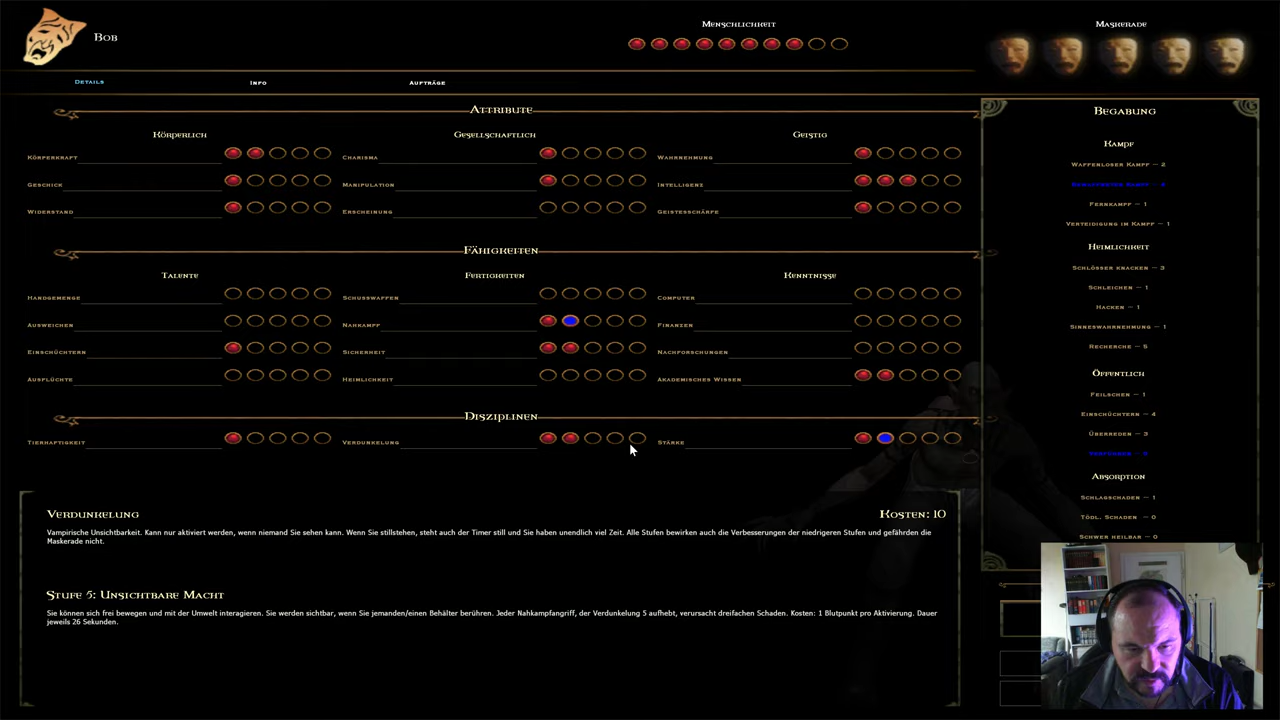 Bob
Menschlichkeit
Maskerade
Details
Info
Aufträge
Attribute
Körperlich
Gesellschaftlich
Geistig
Körperkraft
Charisma
Wahrnehmung
Geschick
Manipulation
Intelligenz
Widerstand
Erscheinung
Geistesschärfe
Fähigkeiten
Talente
Fertigkeiten
Kenntnisse
Handgemenge
Schusswaffen
Computer
Ausweichen
Nahkampf
Finanzen
Einschüchtern
Sicherheit
Nachforschungen
Ausflüchte
Heimlichkeit
Akademisches Wissen
Disziplinen
Tierhaftigkeit
Verdunkelung
Stärke
Verdunkelung
Kosten: 10
Vampirische Unsichtbarkeit. Kann nur aktiviert werden, wenn niemand Sie sehen kann. Wenn Sie stillstehen, steht auch der Timer still und Sie haben unendlich viel Zeit. Alle Stufen bewirken auch die Verbesserungen der niedrigeren Stufen und gefährden die
Maskerade nicht.
Stufe 5: Unsichtbare Macht
Sie können sich frei bewegen und mit der Umwelt interagieren. Sie werden sichtbar, wenn Sie jemanden/einen Behälter berühren. Jeder Nahkampfangriff, der Verdunkelung 5 aufhebt, verursacht dreifachen Schaden. Kosten: 1 Blutpunkt pro Aktivierung. Dauer
jeweils 26 Sekunden.
Begabung
Kampf
Waffenloser Kampf – 2
Bewaffneter Kampf – 4
Fernkampf – 1
Verteidigung im Kampf – 1
Heimlichkeit
Schlösser knacken – 3
Schleichen – 1
Hacken – 1
Sinneswahrnehmung – 1
Recherche – 5
Öffentlich
Feilschen – 1
Einschüchtern – 4
Überreden – 3
Absorption
Schlagschaden – 1
Tödl. Schaden – 0
Schwer heilbar – 0